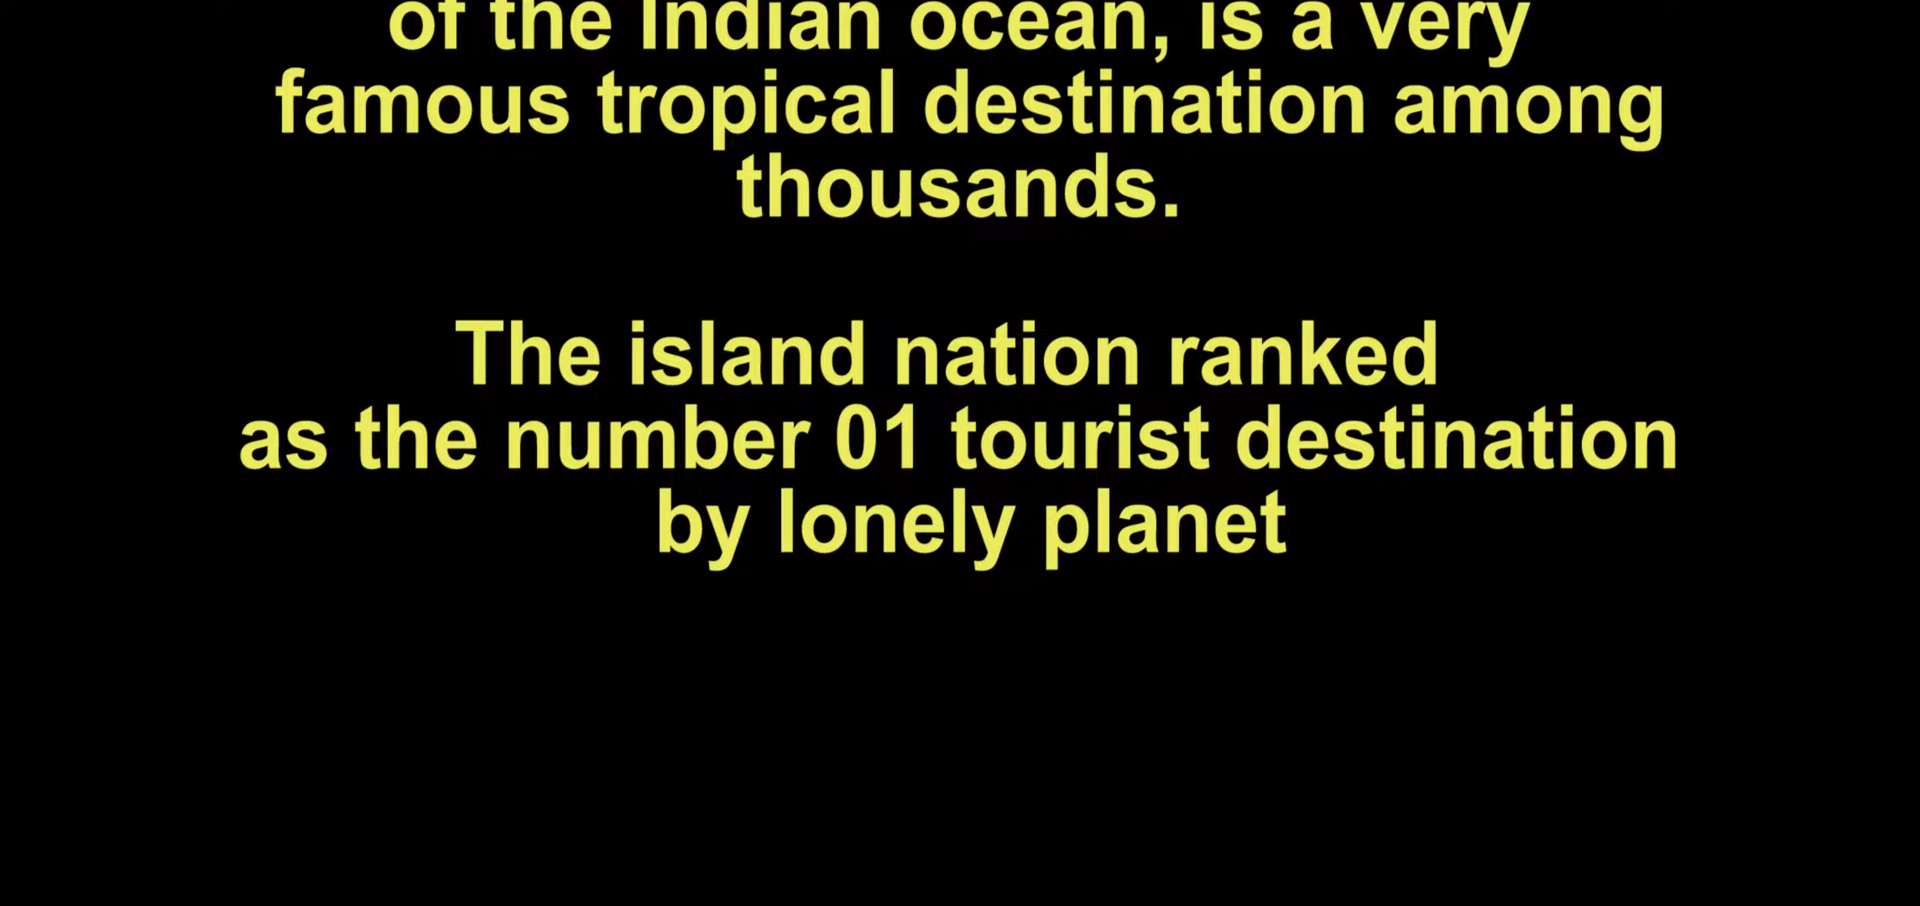 of the Indian ocean, is a very
famous tropical destination among
thousands.
The island nation ranked
as the number 01 tourist destination
by lonely planet